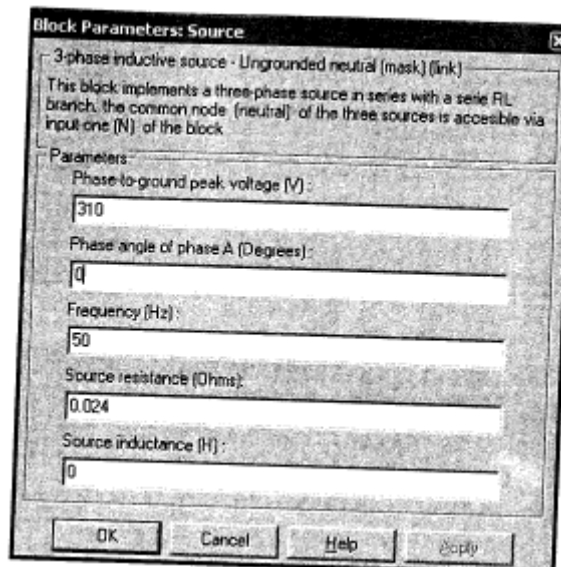 Block Parameters: Source
3-phase inductive source - Ungrounded neutral (mask) (link)
This block implements a three-phase source in series with a serie RL
branch. the common node (neutral) of the three sources is accesible via
input one (N) of the block
Parameters
Phase-to-ground peak voltage (V) :
310
Phase angle of phase A (Degrees) :
0
Frequency (Hz) :
50
Source resistance (Ohms):
0.024
Source inductance (H) :
0
OK
Cancel
Help
Apply